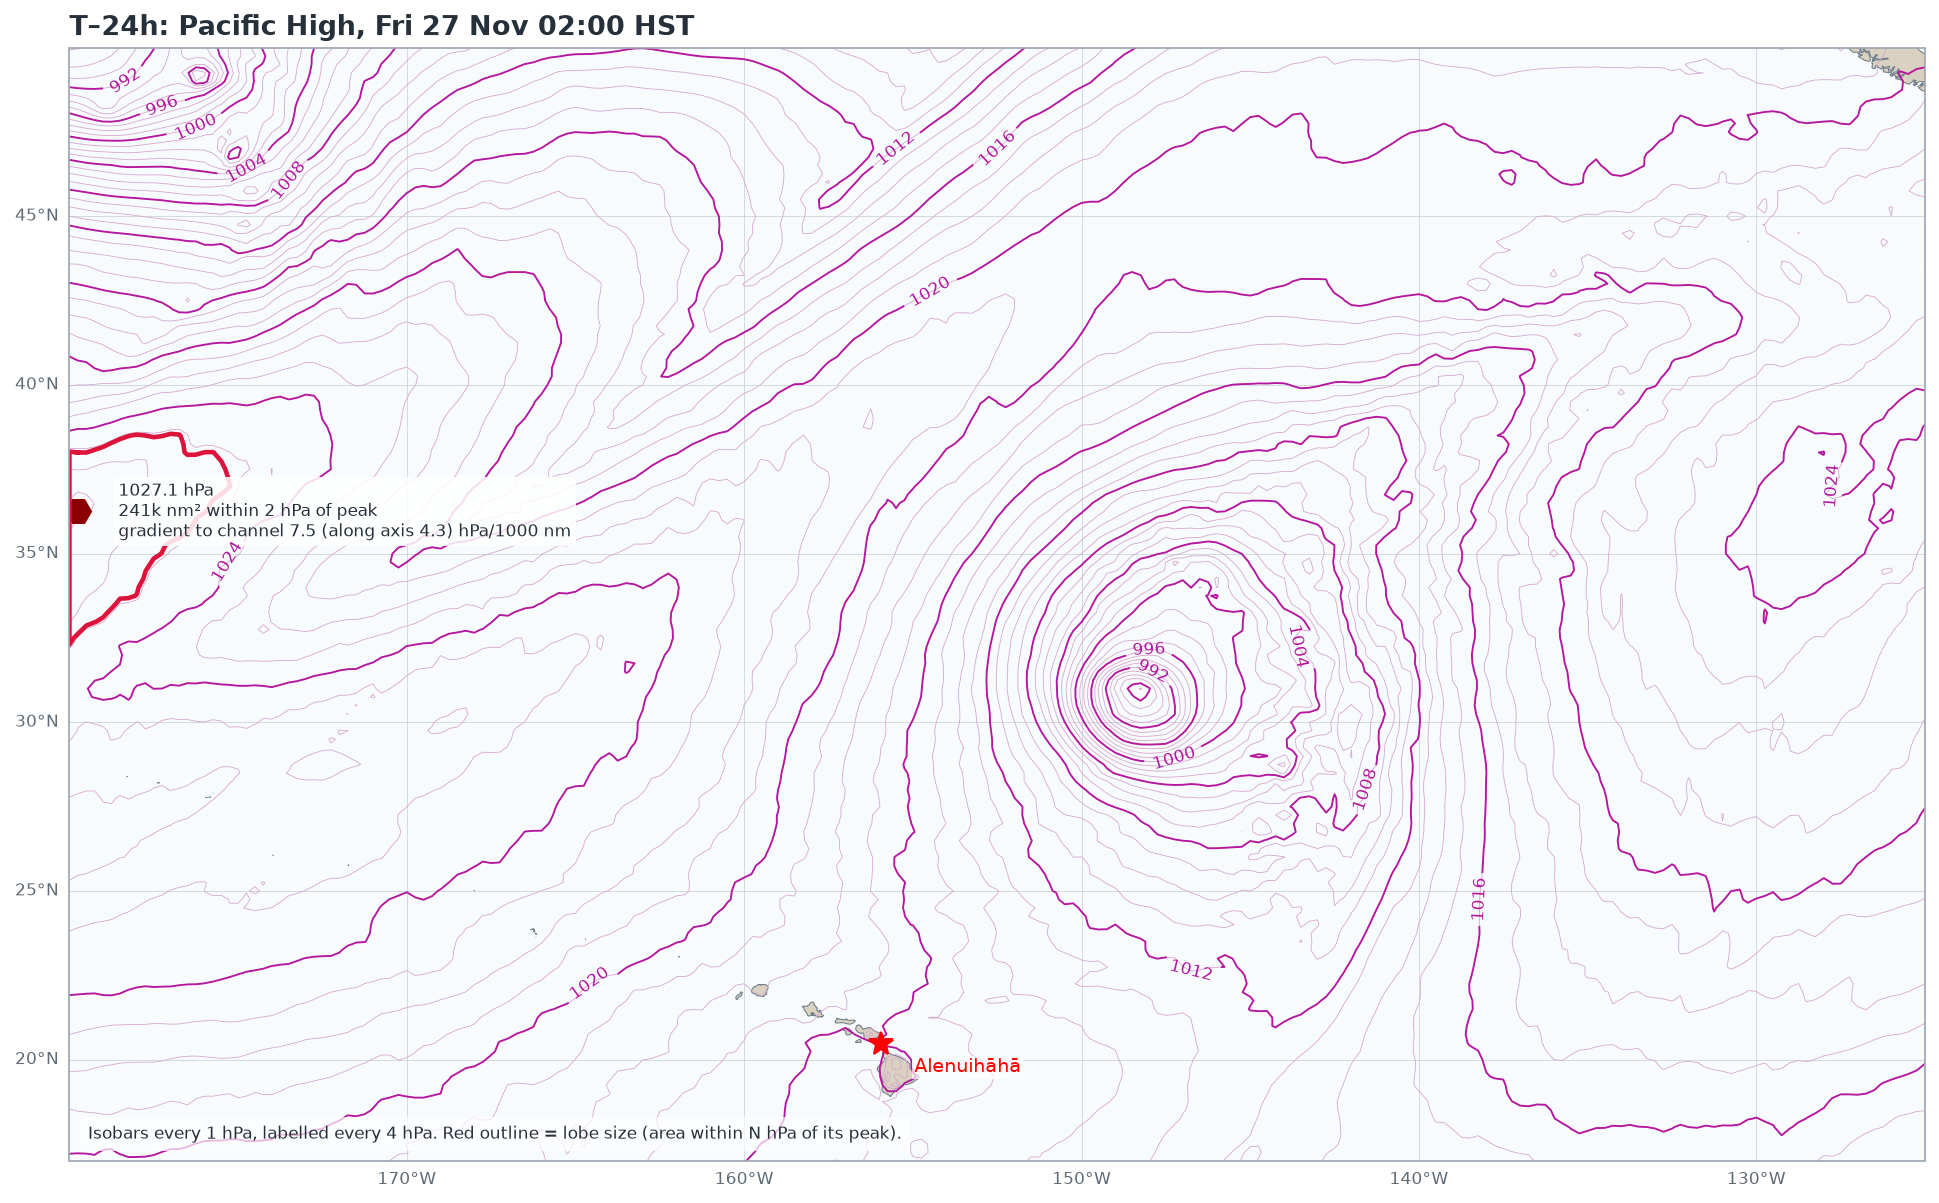 T–24h: Pacific High, Fri 27 Nov 02:00 HST
992
996
1000
1004
1008
1012
1016
45°N
1020
40°N
1024
1027.1 hPa
241k nm² within 2 hPa of peak
gradient to channel 7.5 (along axis 4.3) hPa/1000 nm
35°N
1024
1004
996
992
30°N
1000
1008
25°N
1016
1012
1020
20°N
Alenuihāhā
Isobars every 1 hPa, labelled every 4 hPa. Red outline = lobe size (area within N hPa of its peak).
170°W
160°W
150°W
140°W
130°W